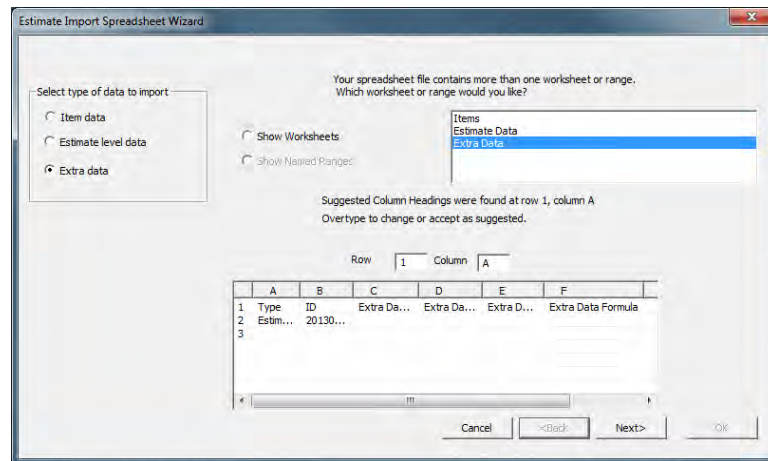 Estimate Import Spreadsheet Wizard
Your spreadsheet file contains more than one worksheet or range.
Which worksheet or range would you like?
Select type of data to import
Item data
Estimate level data
Extra data
Show Worksheets
Show Named Ranges
Items
Estimate Data
Extra Data
Suggested Column Headings were found at row 1, column A
Overtype to change or accept as suggested.
Row 1 Column A
A B C D E F
1 Type ID Extra Da... Extra Da... Extra D... Extra Data Formula
2 Estim... 20130...
3
Cancel <Back Next> OK